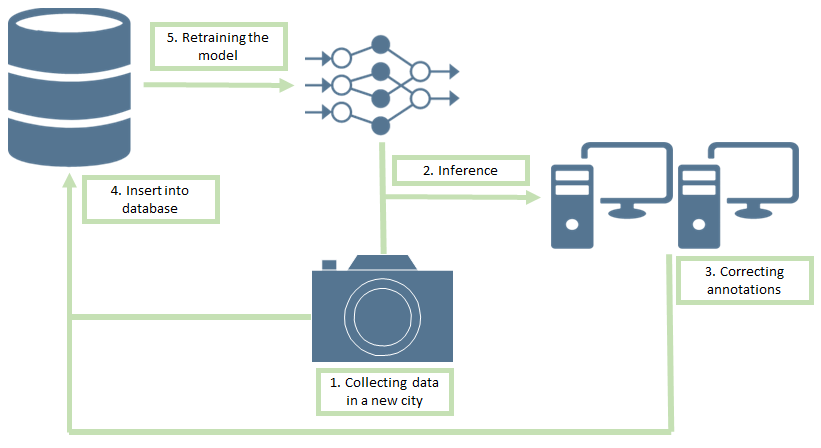 5. Retraining the
model
2. Inference
4. Insert into
database
3. Correcting
annotations
1. Collecting data
in a new city